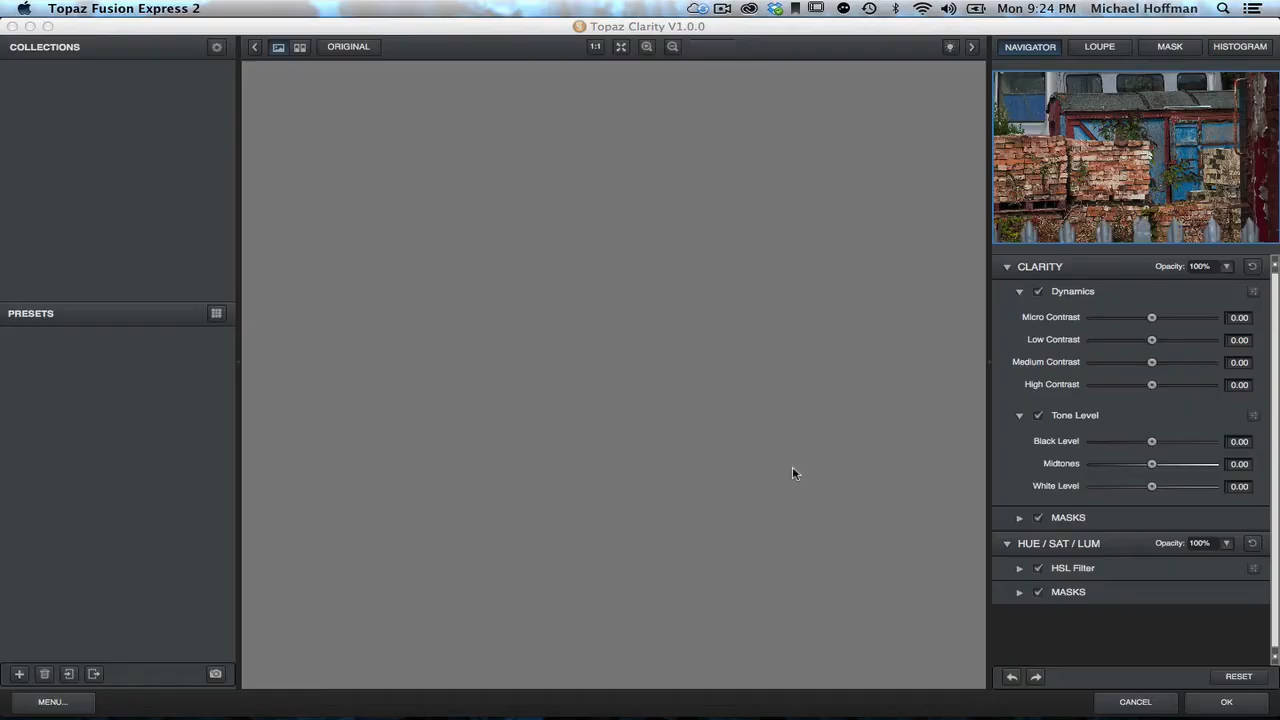 Topaz Fusion Express 2
Mon 9:24 PM
Michael Hoffman
Topaz Clarity V1.0.0
COLLECTIONS
ORIGINAL
1:1
NAVIGATOR
LOUPE
MASK
HISTOGRAM
CLARITY
Opacity: 100%
Dynamics
Micro Contrast 0.00
Low Contrast 0.00
Medium Contrast 0.00
High Contrast 0.00
Tone Level
Black Level 0.00
Midtones 0.00
White Level 0.00
MASKS
HUE / SAT / LUM
Opacity: 100%
HSL Filter
MASKS
PRESETS
RESET
MENU...
CANCEL
OK